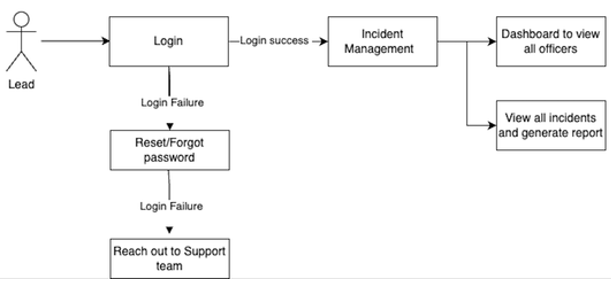 Lead
Login
Login success
Incident
Management
Dashboard to view
all officers
View all incidents
and generate report
Login Failure
Reset/Forgot
password
Login Failure
Reach out to Support
team